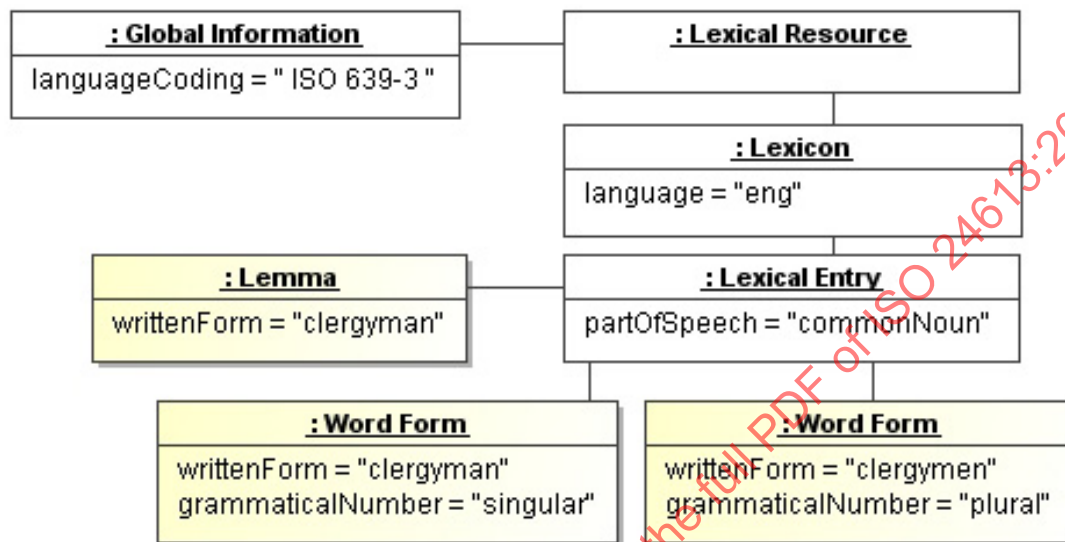 : Global Information
languageCoding = " ISO 639-3 "
: Lexical Resource
: Lexicon
language = "eng"
: Lemma
writtenForm = "clergyman"
: Lexical Entry
partOfSpeech = "commonNoun"
: Word Form
writtenForm = "clergyman"
grammaticalNumber = "singular"
: Word Form
writtenForm = "clergymen"
grammaticalNumber = "plural"
the full PDF of ISO 24613:20